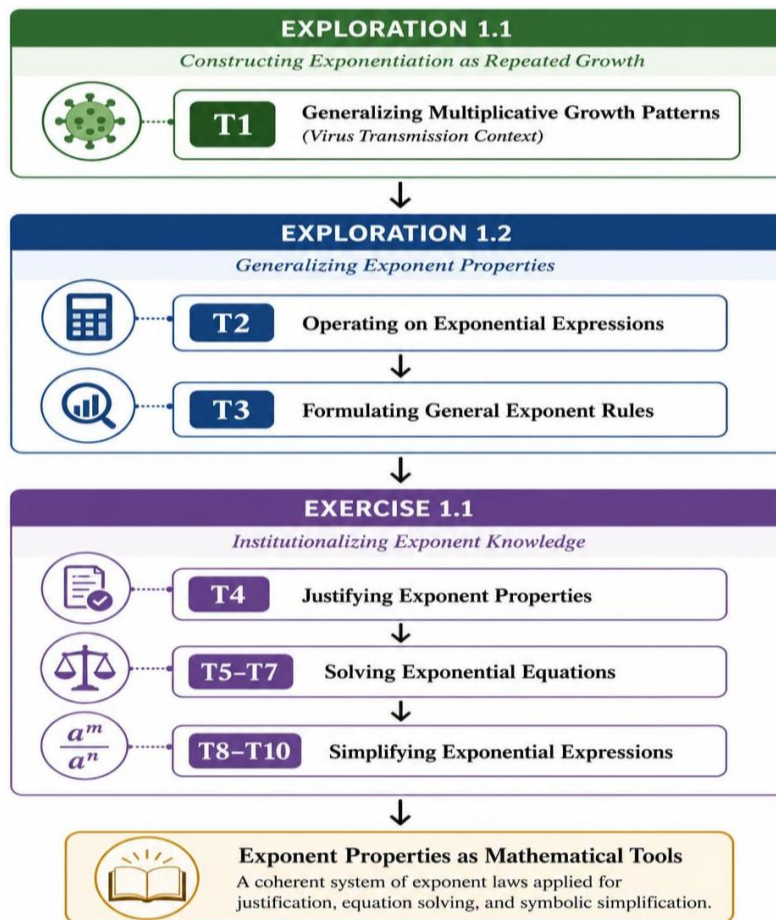 EXPLORATION 1.1
Constructing Exponentiation as Repeated Growth
T1
Generalizing Multiplicative Growth Patterns
(Virus Transmission Context)
EXPLORATION 1.2
Generalizing Exponent Properties
T2
Operating on Exponential Expressions
T3
Formulating General Exponent Rules
EXERCISE 1.1
Institutionalizing Exponent Knowledge
T4
Justifying Exponent Properties
T5–T7
Solving Exponential Equations
a^m
a^n
T8–T10
Simplifying Exponential Expressions
Exponent Properties as Mathematical Tools
A coherent system of exponent laws applied for
justification, equation solving, and symbolic simplification.